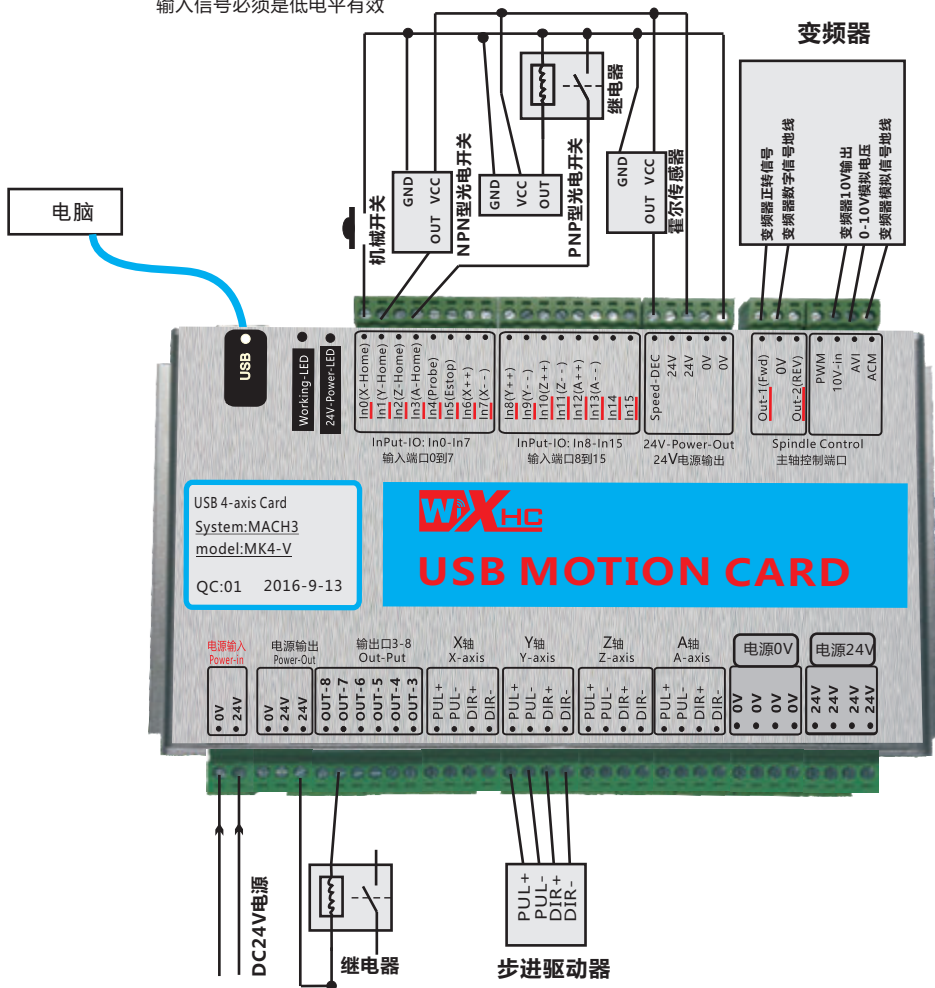 输入信号必须是低电平有效
变频器
电脑
机械开关
GND
OUT VCC
NPN型光电开关
GND
VCC
OUT
继电器
PNP型光电开关
GND
OUT VCC
霍尔传感器
变频器正转信号
变频器数字信号地线
变频器10V输出
0-10V模拟电压
变频器模拟信号地线
USB
Working-LED
24V-Power-LED
In0(X-Home)
In1(Y-Home)
In2(Z-Home)
In3(A-Home)
In4(Probe)
In5(Estop)
In6(X++)
In7(X--)
InPut-IO: In0-In7
输入端口0到7
In8(Y++)
In9(Y--)
In10(Z++)
In11(Z--)
In12(A++)
In13(A--)
In14
In15
InPut-IO: In8-In15
输入端口8到15
Speed-DEC
24V
24V
0V
0V
24V-Power-Out
24V电源输出
Out-1(Fwd)
0V
Out-2(REV)
PWM
10V-in
AVI
ACM
Spindle Control
主轴控制端口
USB 4-axis Card
System:MACH3
model:MK4-V
QC:01 2016-9-13
WiXHC
USB MOTION CARD
电源输入
Power-in
0V
24V
电源输出
Power-Out
0V
24V
24V
输出口3-8
Out-Put
OUT-8
OUT-7
OUT-6
OUT-5
OUT-4
OUT-3
X轴
X-axis
PUL+
PUL-
DIR+
DIR-
Y轴
Y-axis
PUL+
PUL-
DIR+
DIR-
Z轴
Z-axis
PUL+
PUL-
DIR+
DIR-
A轴
A-axis
PUL+
PUL-
DIR+
DIR-
电源0V
0V
0V
0V
0V
电源24V
24V
24V
24V
24V
DC24V电源
继电器
PUL+
PUL-
DIR+
DIR-
步进驱动器